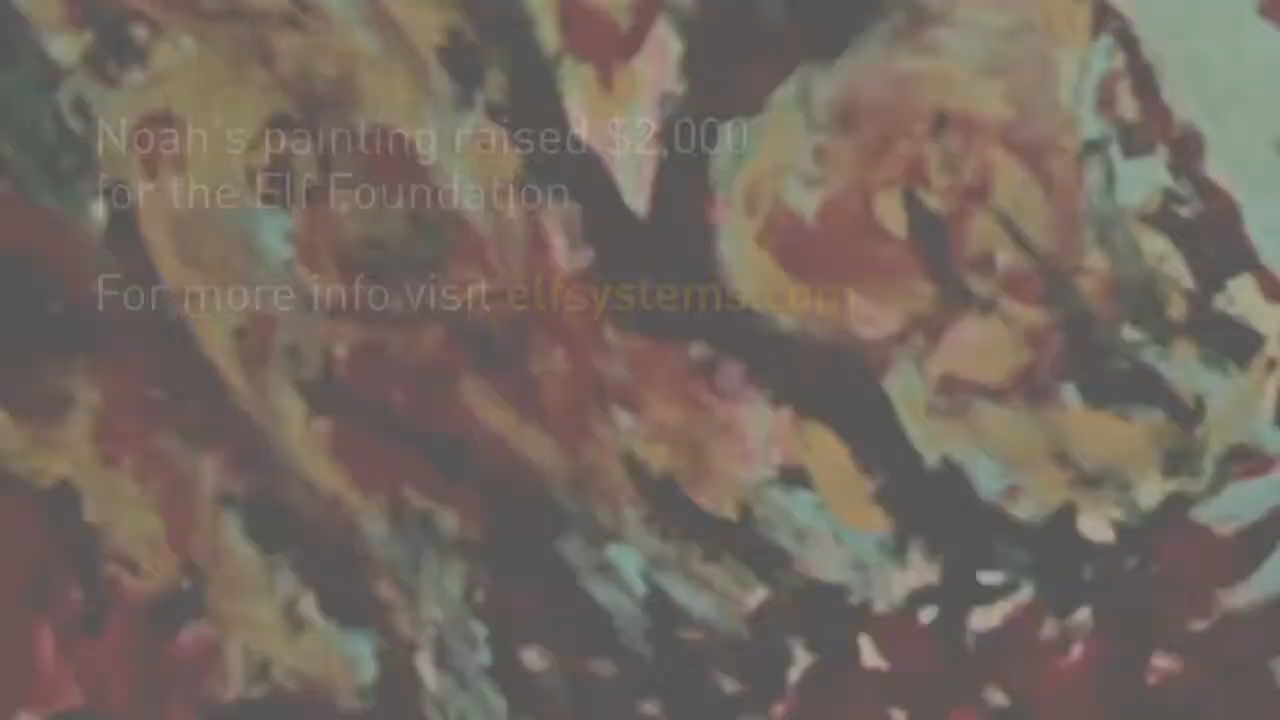 Noah's painting raised $2,000
for the Elf Foundation
For more info visit elfsystems.com